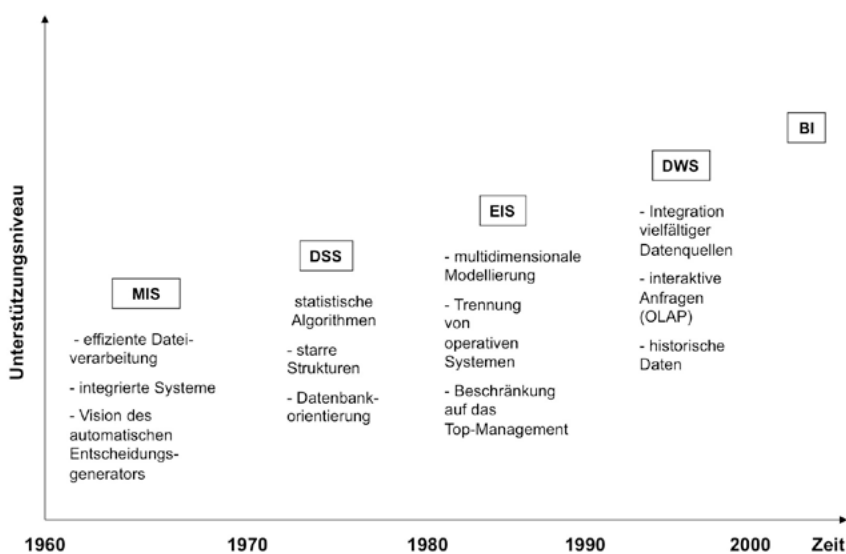 Unterstützungsniveau
MIS
- effiziente Datei-
verarbeitung
- integrierte Systeme
- Vision des
automatischen
Entscheidungs-
generators
DSS
statistische
Algorithmen
- starre
Strukturen
- Datenbank-
orientierung
EIS
- multidimensionale
Modellierung
- Trennung
von
operativen
Systemen
- Beschränkung
auf das
Top-Management
DWS
- Integration
vielfältiger
Datenquellen
- interaktive
Anfragen
(OLAP)
- historische
Daten
BI
1960 1970 1980 1990 2000 Zeit